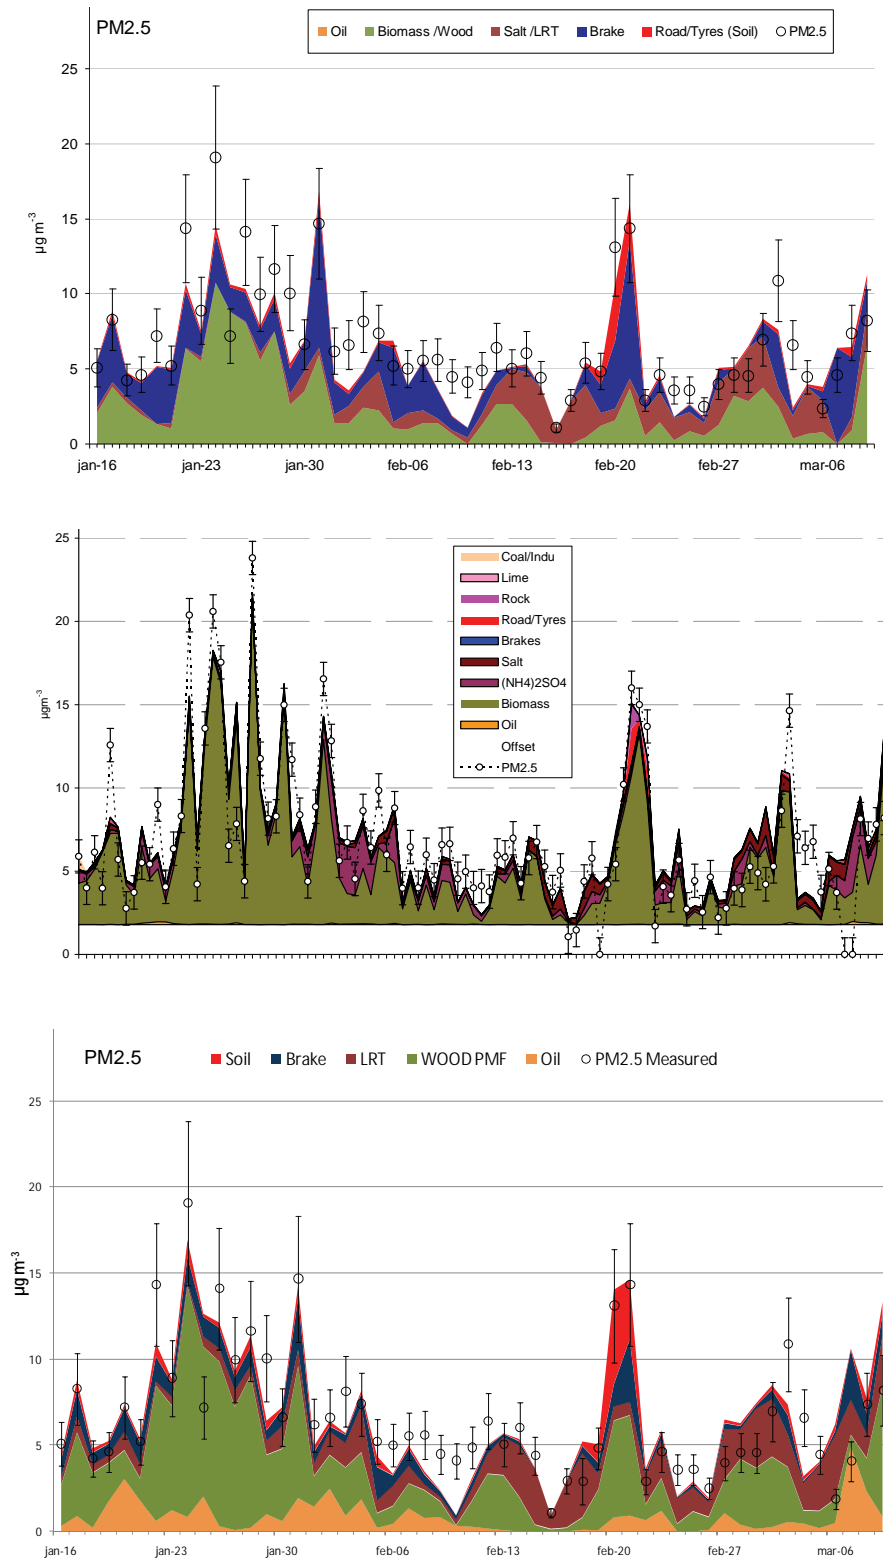 PM2.5
Oil Biomass /Wood Salt /LRT Brake Road/Tyres (Soil) PM2.5
25
20
15
10
5
0
µg m-3
jan-16 jan-23 jan-30 feb-06 feb-13 feb-20 feb-27 mar-06
25
20
15
10
5
0
µgm-3
Coal/Indu
Lime
Rock
Road/Tyres
Brakes
Salt
(NH4)2SO4
Biomass
Oil
Offset
PM2.5
PM2.5
Soil Brake LRT WOOD PMF Oil PM2.5 Measured
25
20
15
10
5
0
µg m-3
jan-16 jan-23 jan-30 feb-06 feb-13 feb-20 feb-27 mar-06